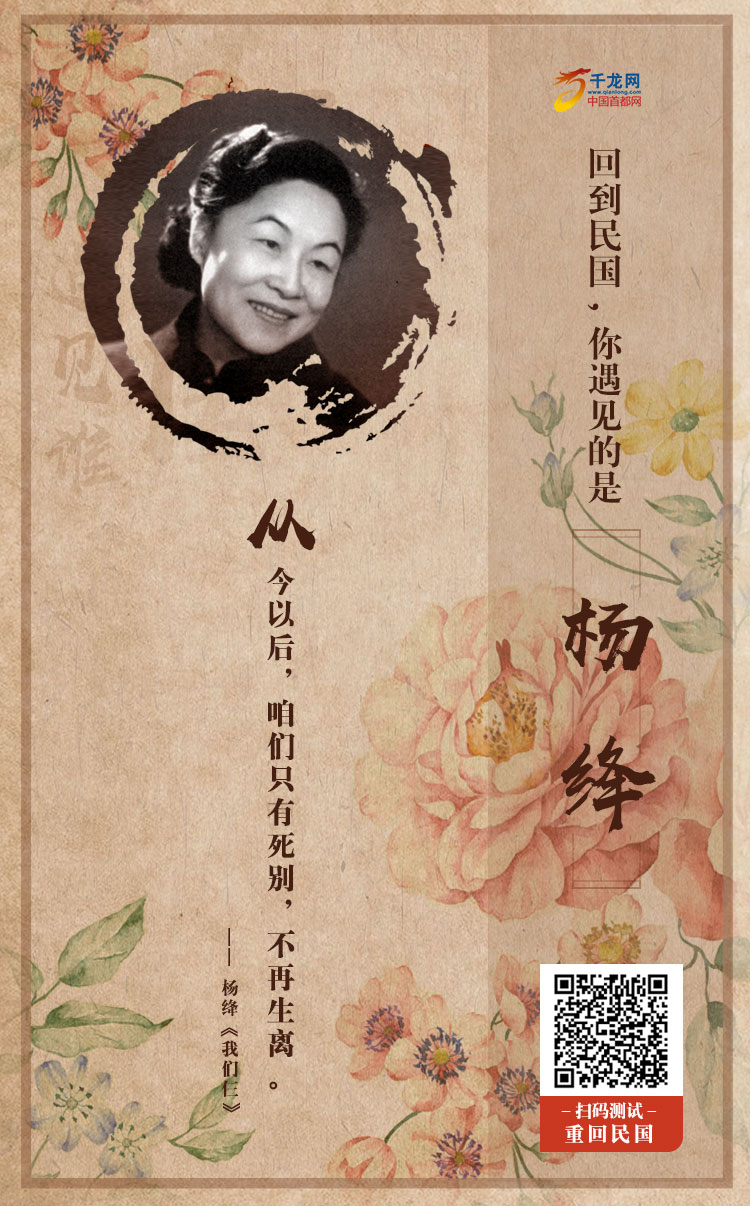 千龙网
www.qianlong.com
中国首都网
回到民国，你遇见的是
杨绛
从今以后，咱们只有死别，不再生离。
——杨绛《我们仨》
见谁
－扫码测试－
重回民国